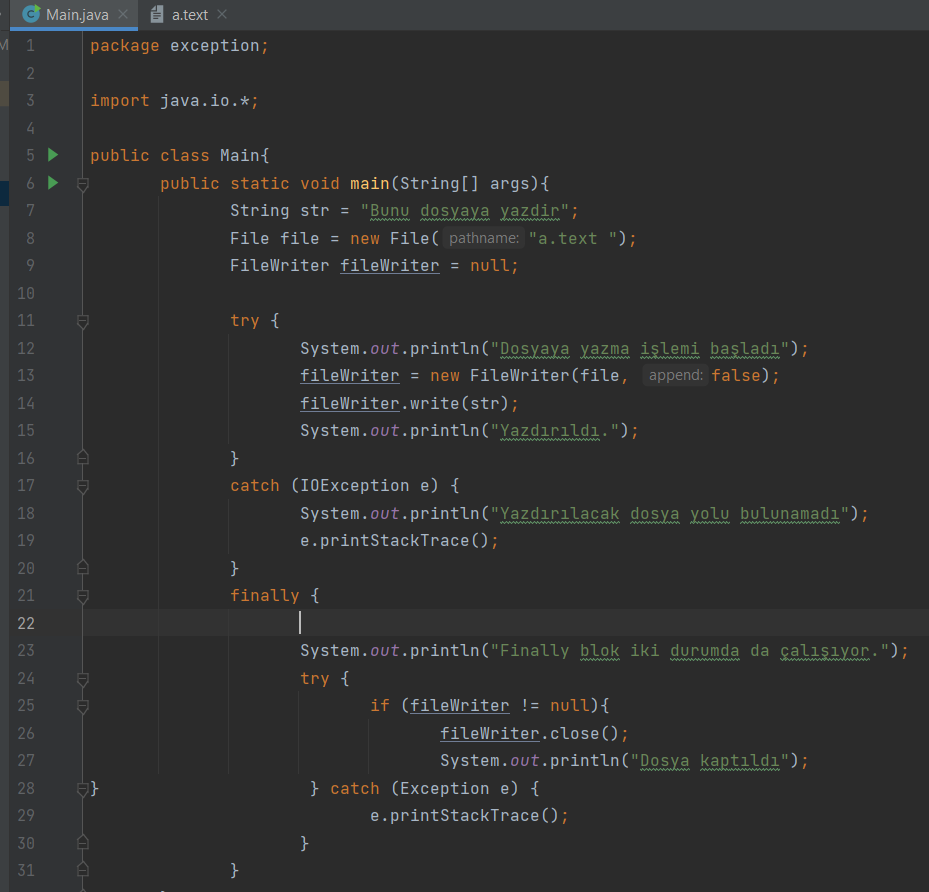 Main.java a.text
1 package exception;
2
3 import java.io.*;
4
5 public class Main{
6 public static void main(String[] args){
7 String str = "Bunu dosyaya yazdir";
8 File file = new File( pathname: "a.text ");
9 FileWriter fileWriter = null;
10
11 try {
12 System.out.println("Dosyaya yazma işlemi başladı");
13 fileWriter = new FileWriter(file, append: false);
14 fileWriter.write(str);
15 System.out.println("Yazdırıldı.");
16 }
17 catch (IOException e) {
18 System.out.println("Yazdırılacak dosya yolu bulunamadı");
19 e.printStackTrace();
20 }
21 finally {
22
23 System.out.println("Finally blok iki durumda da çalışıyor.");
24 try {
25 if (fileWriter != null){
26 fileWriter.close();
27 System.out.println("Dosya kaptıldı");
28 } } catch (Exception e) {
29 e.printStackTrace();
30 }
31 }